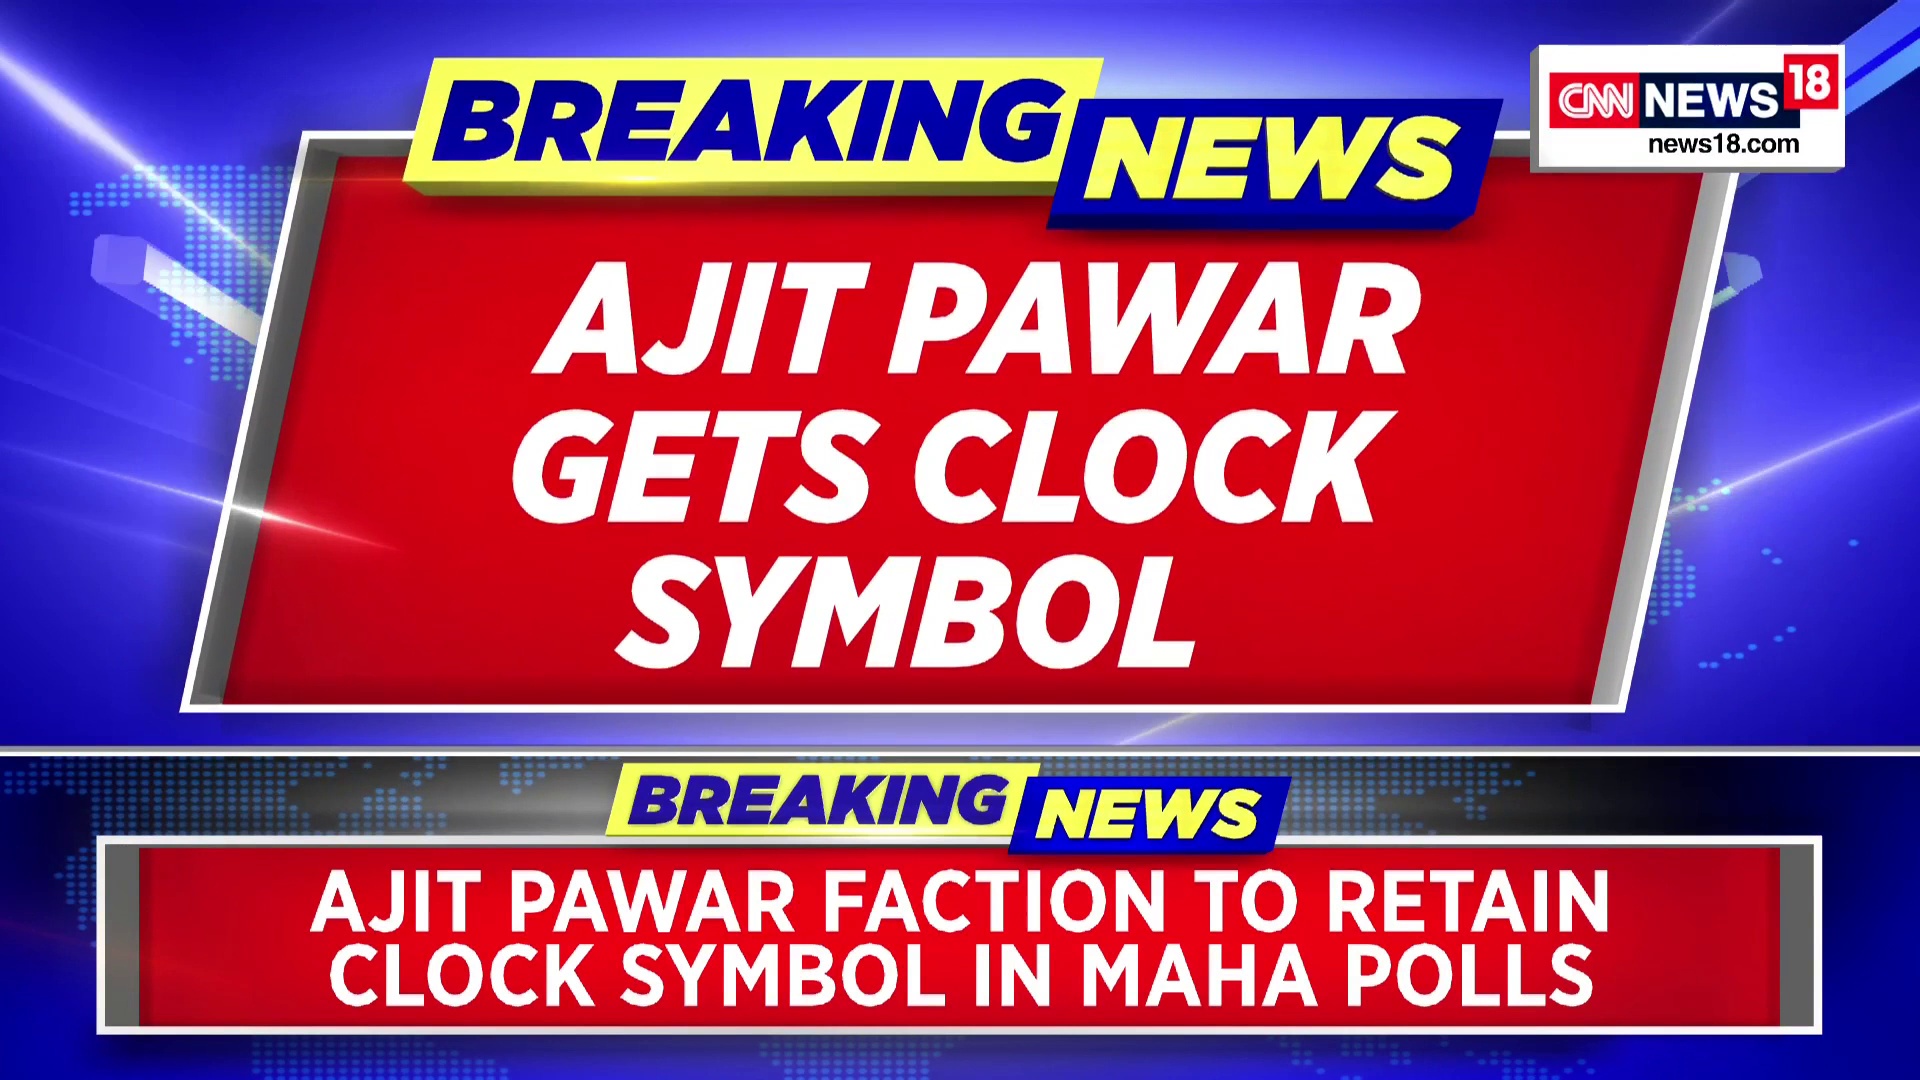 BREAKING
NEWS
CNN NEWS 18
news18.com
AJIT PAWAR
GETS CLOCK
SYMBOL
BREAKING
NEWS
AJIT PAWAR FACTION TO RETAIN
CLOCK SYMBOL IN MAHA POLLS